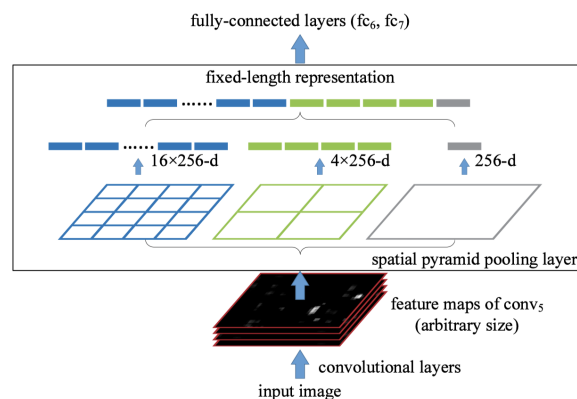 fully-connected layers (fc₆, fc₇)
fixed-length representation
16×256-d
4×256-d
256-d
spatial pyramid pooling layer
feature maps of conv₅
(arbitrary size)
convolutional layers
input image